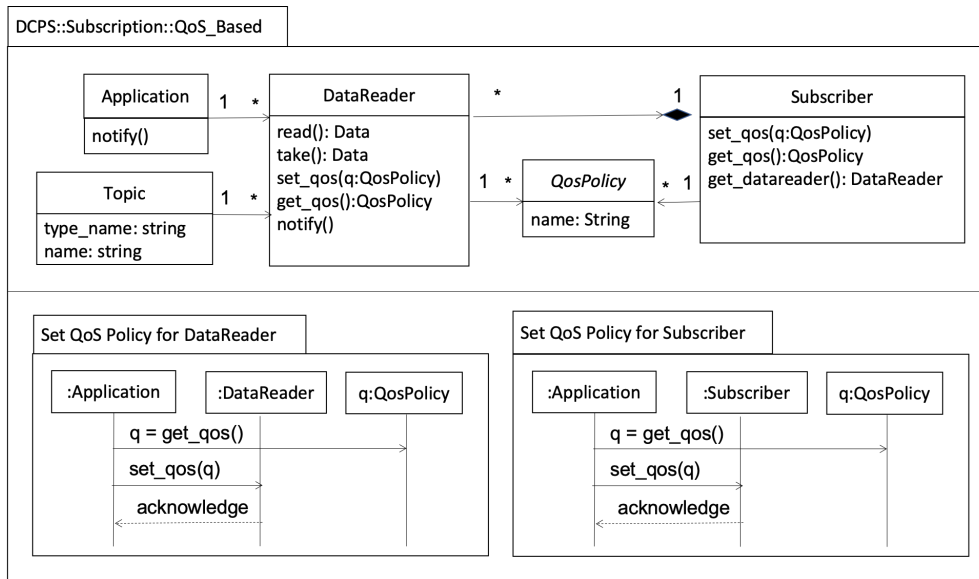 DCPS::Subscription::QoS_Based
Application
notify()
1 *
DataReader
read(): Data
take(): Data
set_qos(q:QosPolicy)
get_qos():QosPolicy
notify()
* 1
Subscriber
set_qos(q:QosPolicy)
get_qos():QosPolicy
get_datareader(): DataReader
Topic
type_name: string
name: string
1 *
1 *
QosPolicy
name: String
* 1
Set QoS Policy for DataReader
:Application
:DataReader
q:QosPolicy
q = get_qos()
set_qos(q)
acknowledge
Set QoS Policy for Subscriber
:Application
:Subscriber
q:QosPolicy
q = get_qos()
set_qos(q)
acknowledge